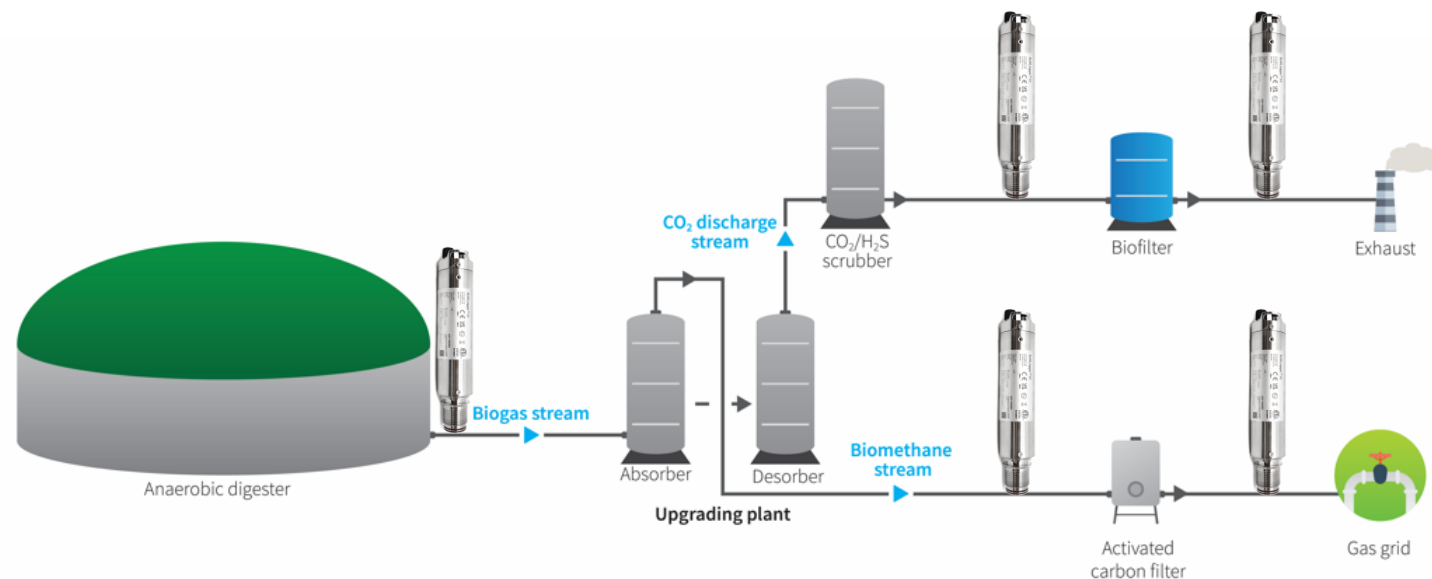 CO₂ discharge
stream
CO₂/H₂S
scrubber
Biofilter
Exhaust
Biogas stream
Anaerobic digester
Absorber
Desorber
Biomethane
stream
Upgrading plant
Activated
carbon filter
Gas grid